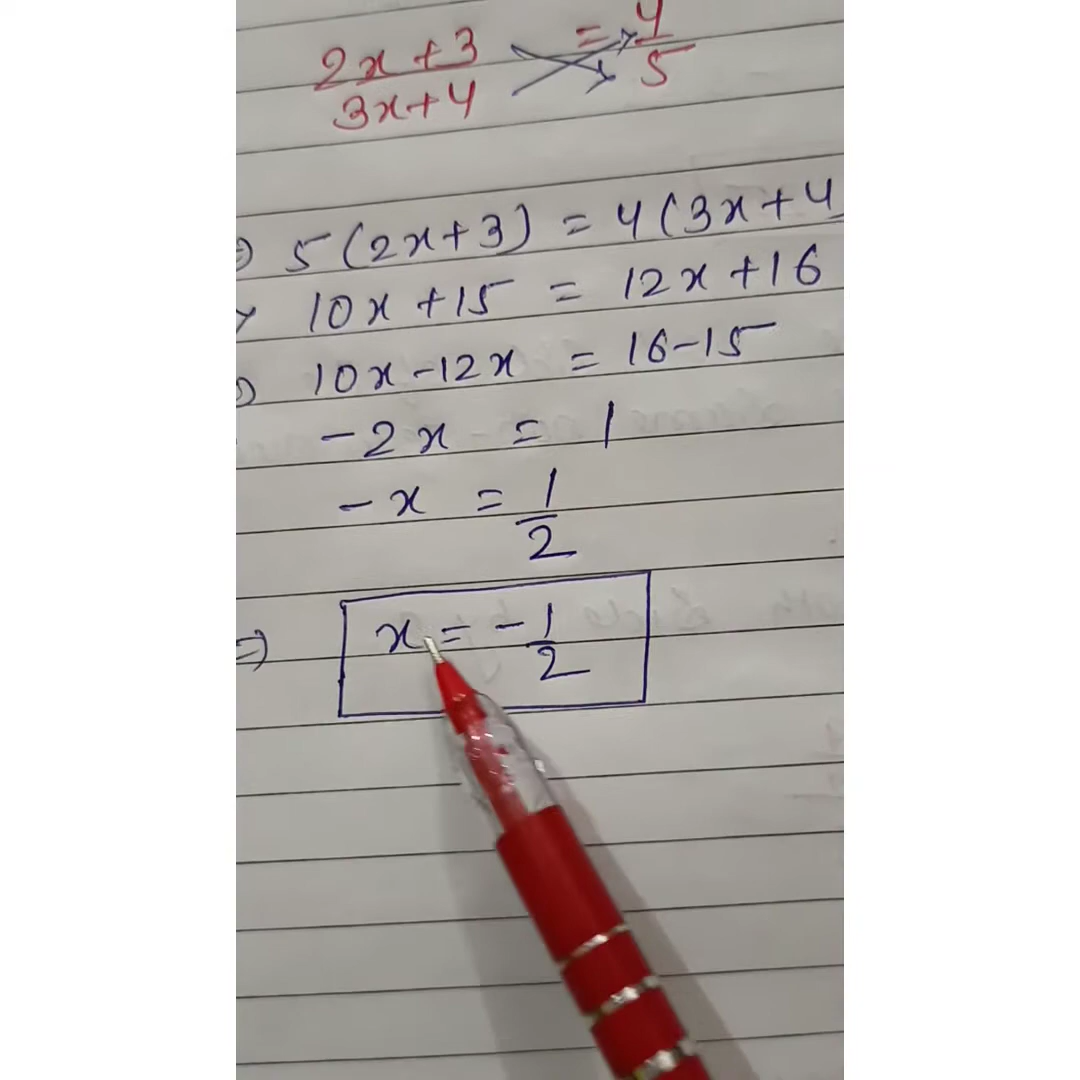 2x+3/3x+4 = 4/5
⇒ 5(2x+3) = 4(3x+4
10x+15 = 12x+16
10x-12x = 16-15
-2x = 1
-x = 1/2
⇒ x = -1/2